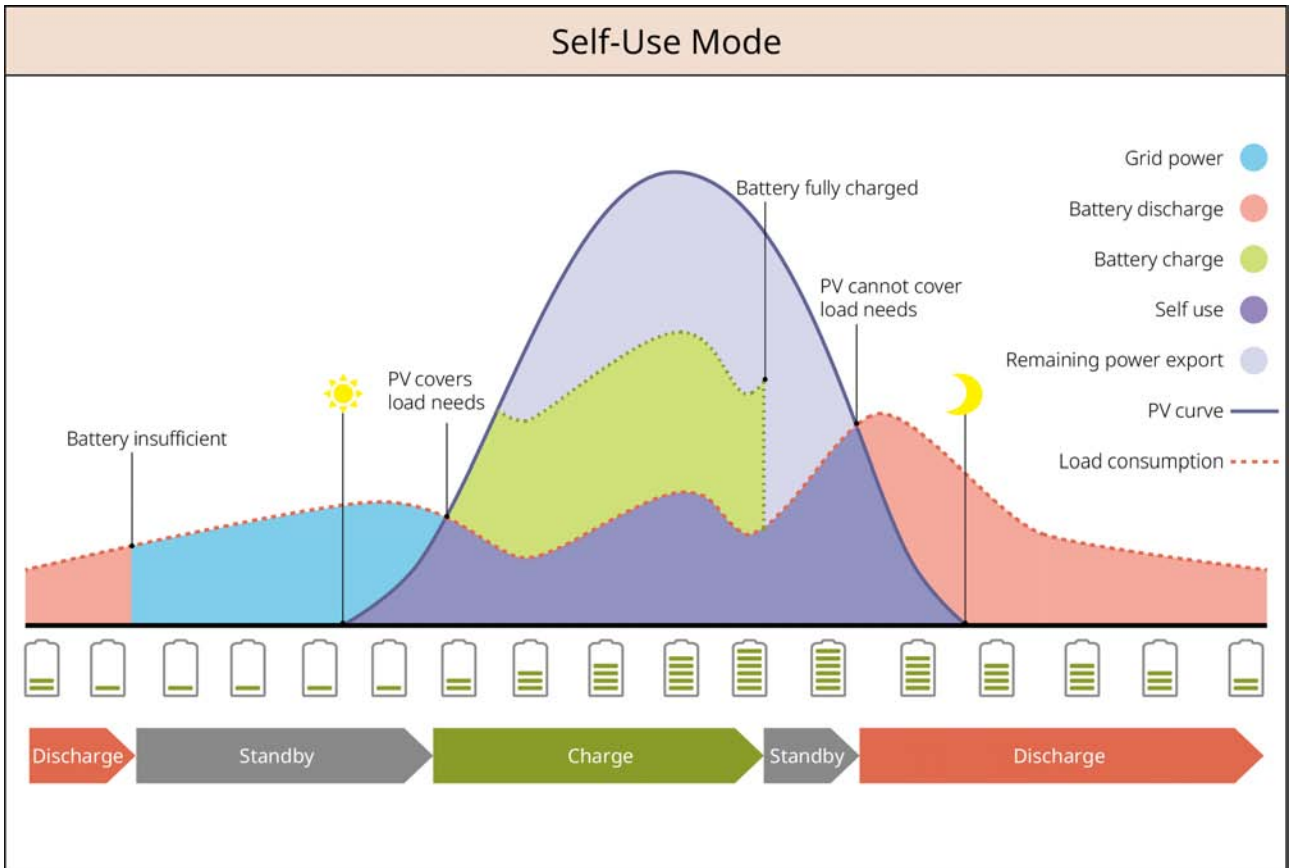 Self-Use Mode
Grid power
Battery fully charged
Battery discharge
Battery charge
PV cannot cover
load needs
Self use
Remaining power export
PV covers
load needs
PV curve
Battery insufficient
Load consumption
Discharge
Standby
Charge
Standby
Discharge